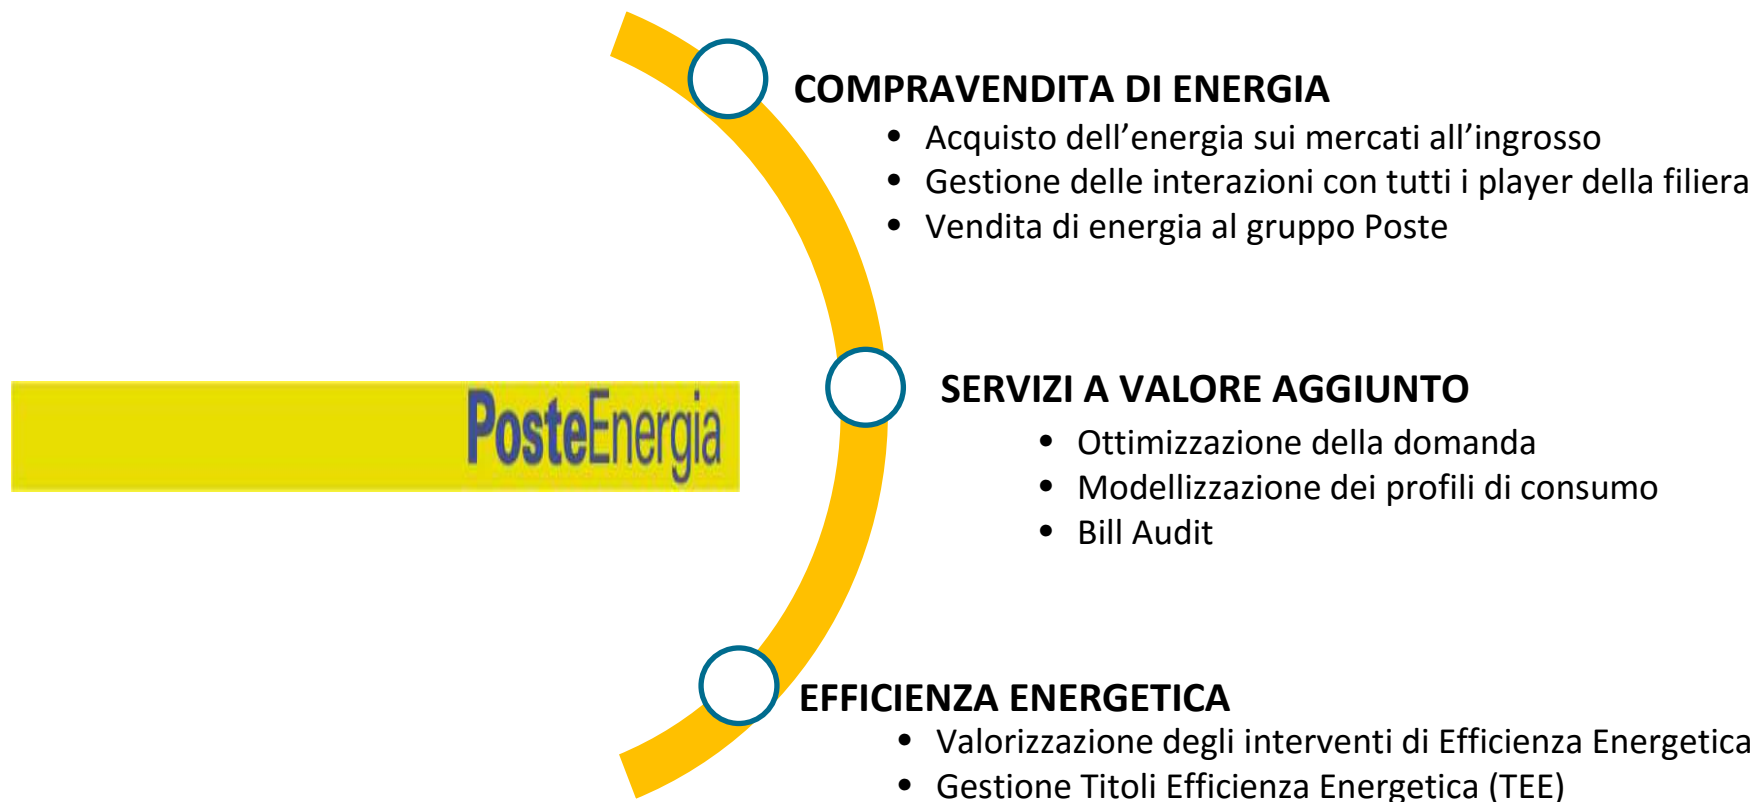 COMPRAVENDITA DI ENERGIA
• Acquisto dell’energia sui mercati all’ingrosso
• Gestione delle interazioni con tutti i player della filiera
• Vendita di energia al gruppo Poste
PosteEnergia
SERVIZI A VALORE AGGIUNTO
• Ottimizzazione della domanda
• Modellizzazione dei profili di consumo
• Bill Audit
EFFICIENZA ENERGETICA
• Valorizzazione degli interventi di Efficienza Energetica
• Gestione Titoli Efficienza Energetica (TEE)